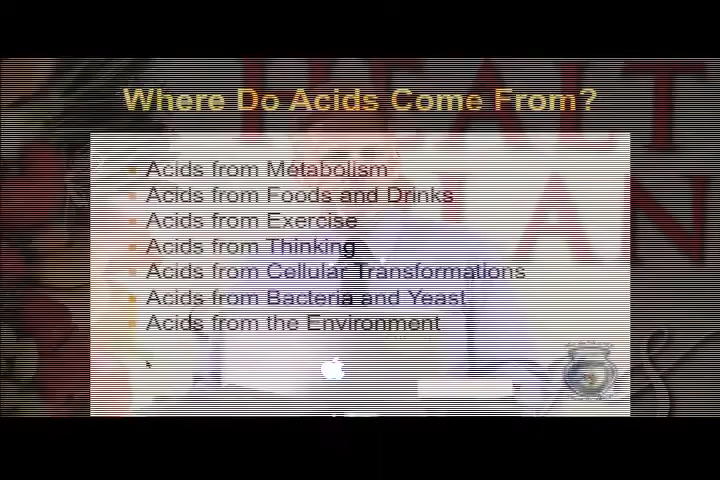 HEALT
Where Do Acids Come From?
Acids from Metabolism
Acids from Foods and Drinks
Acids from Exercise
Acids from Thinking
Acids from Cellular Transformations
Acids from Bacteria and Yeast
Acids from the Environment